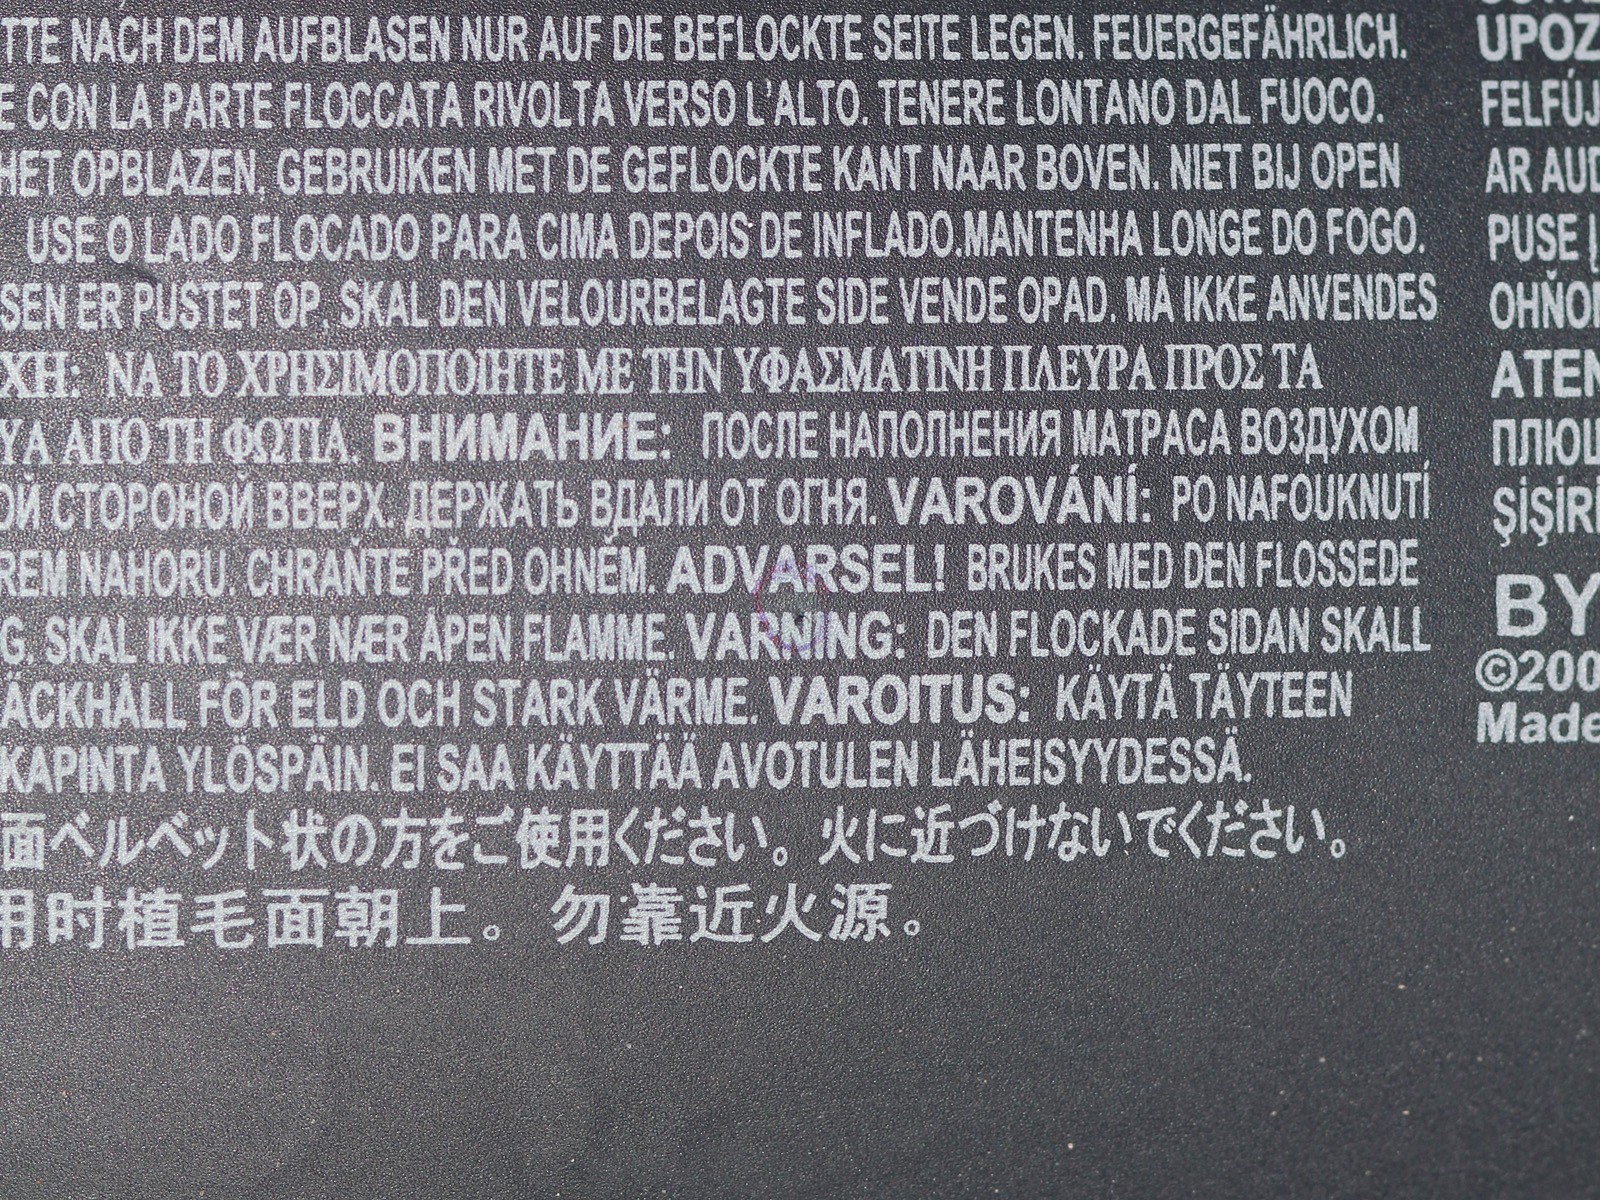 TTE NACH DEM AUFBLASEN NUR AUF DIE BEFLOCKTE SEITE LEGEN. FEUERGEFÄHRLICH.
E CON LA PARTE FLOCCATA RIVOLTA VERSO L'ALTO. TENERE LONTANO DAL FUOCO.
HET OPBLAZEN. GEBRUIKEN MET DE GEFLOCKTE KANT NAAR BOVEN. NIET BIJ OPEN
USE O LADO FLOCADO PARA CIMA DEPOIS DE INFLADO.MANTENHA LONGE DO FOGO.
SEN ER PUSTET OP. SKAL DEN VELOURBELAGTE SIDE VENDE OPAD. MÅ IKKE ANVENDES
ΧΗ: ΝΑ ΤΟ ΧΡΗΣΙΜΟΠΟΙΗΤΕ ΜΕ ΤΗΝ ΥΦΑΣΜΑΤΙΝΗ ΠΛΕΥΡΑ ΠΡΟΣ ΤΑ
ΥΑ ΑΠΟ ΤΗ ΦΩΤΙΑ. ВНИМАНИЕ: ПОСЛЕ НАПОЛНЕНИЯ МАТРАСА ВОЗДУХОМ
ОЙ СТОРОНОЙ ВВЕРХ. ДЕРЖАТЬ ВДАЛИ ОТ ОГНЯ. VAROVÁNÍ: PO NAFOUKNUTÍ
REM NAHORU. CHRAŇTE PŘED OHNĚM. ADVARSEL! BRUKES MED DEN FLOSSEDE
G. SKAL IKKE VÆR NÆR ÅPEN FLAMME. VARNING: DEN FLOCKADE SIDAN SKALL
ÄCKHÅLL FÖR ELD OCH STARK VÄRME. VAROITUS: KÄYTÄ TÄYTEEN
KAPINTA YLÖSPÄIN. EI SAA KÄYTTÄÄ AVOTULEN LÄHEISYYDESSÄ.
面ベルベット状の方をご使用ください。火に近づけないでください。
用时植毛面朝上。勿靠近火源。
UPOZ
FELFÚJ
AR AUD
PUSE Į
OHŇOM
ATEN
ПЛЮШ
ŞİŞİRİ
BY
©200
Made